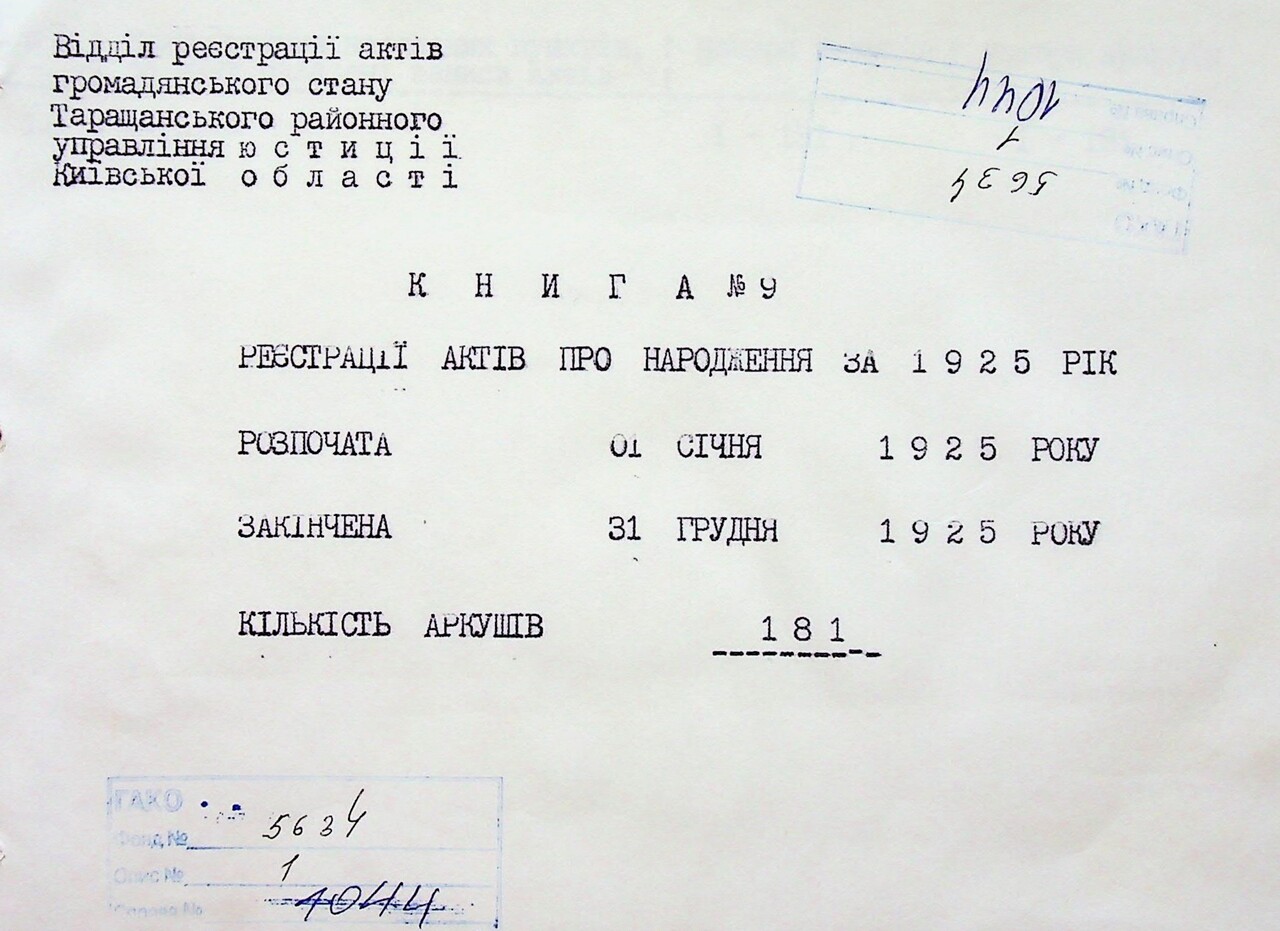 Відділ реєстрації актів
громадянського стану
Таращанського районного
управління юстиції
Київської області
1044
1
5634
КНИГА №9
РЕЄСТРАЦІЇ АКТІВ ПРО НАРОДЖЕННЯ ЗА 1925 РІК
РОЗПОЧАТА 01 СІЧНЯ 1925 РОКУ
ЗАКІНЧЕНА 31 ГРУДНЯ 1925 РОКУ
КІЛЬКІСТЬ АРКУШІВ 181
ГАКО
Фонд № 5634
Опис № 1
Справа № 1044